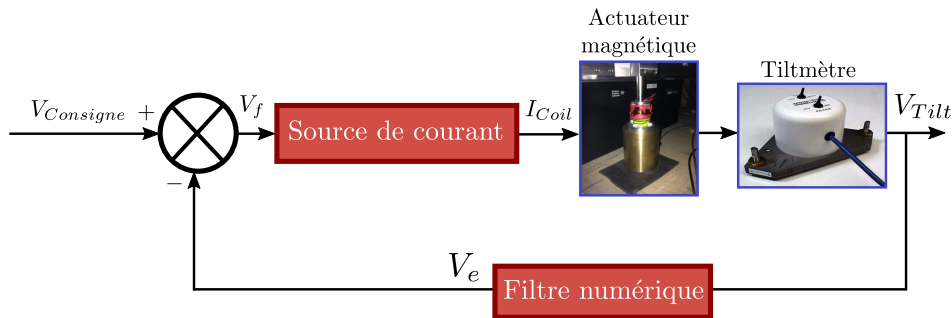 Actuateur
magnétique
Tiltmètre
V_Consigne
+
V_f
Source de courant
I_Coil
V_Tilt
−
V_e
Filtre numérique